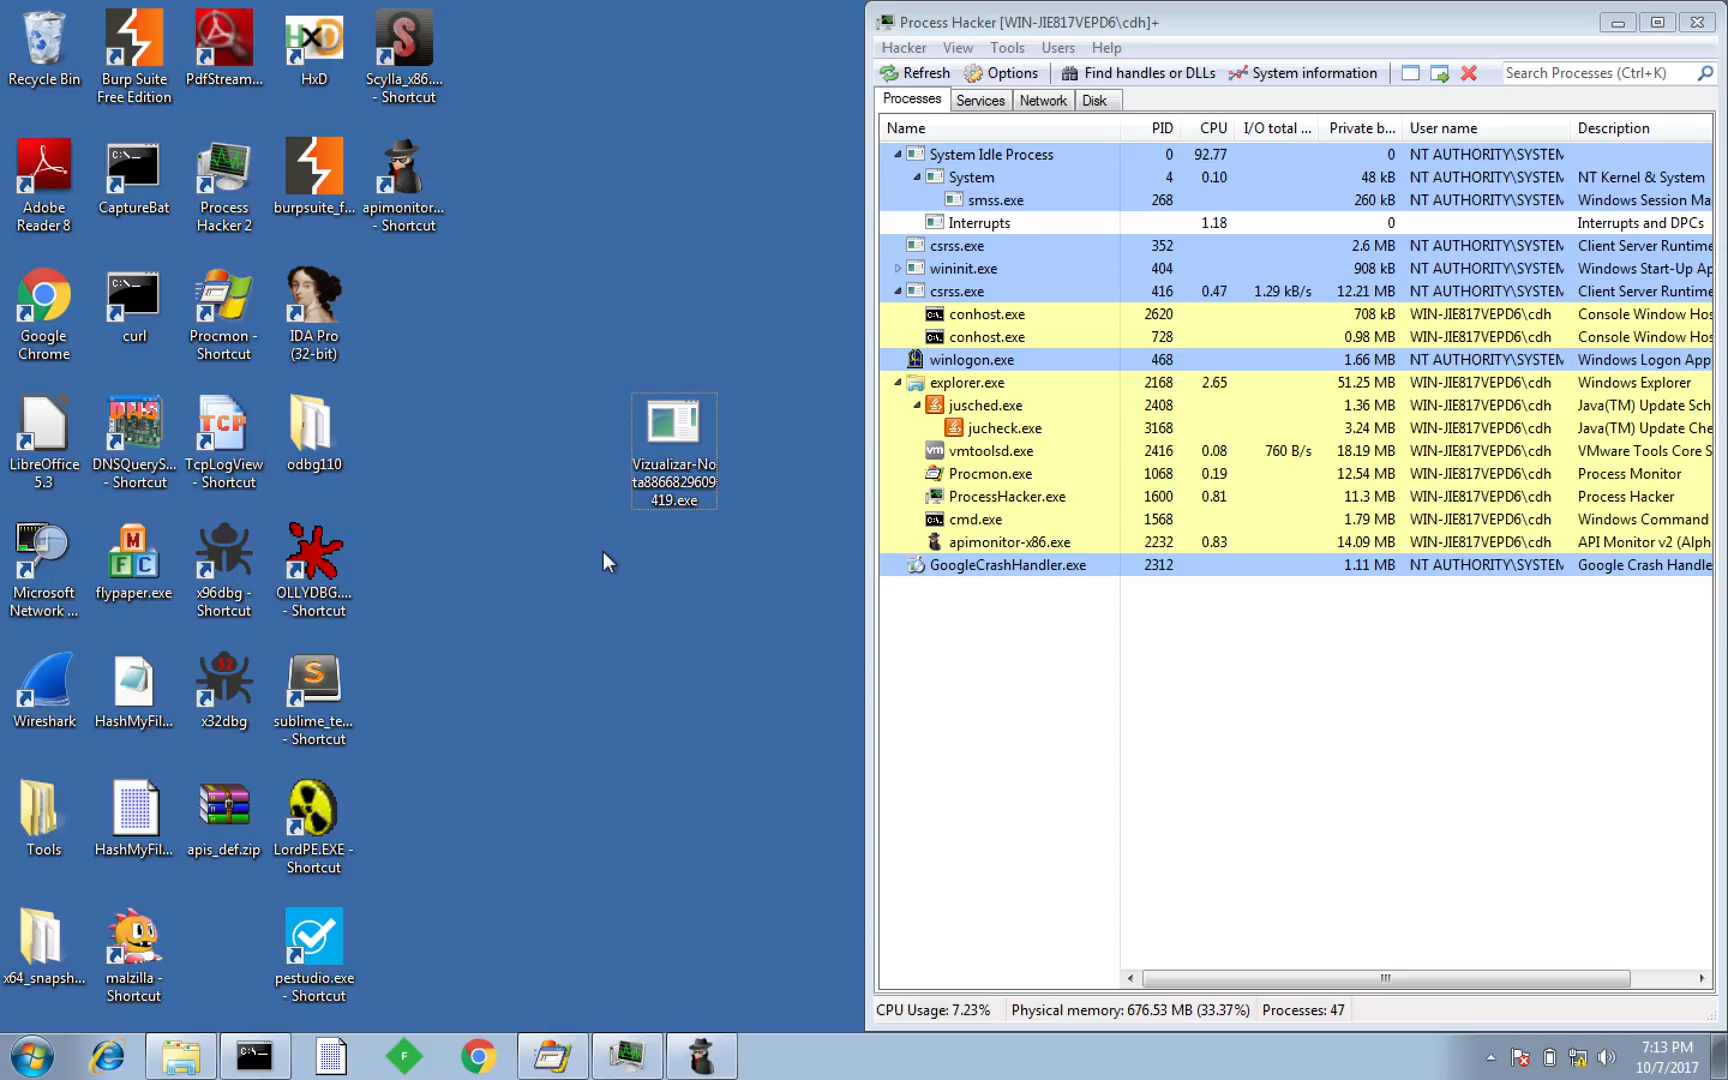 Recycle Bin
Burp Suite
Free Edition
PdfStream...
HxD
Scylla_x86....
- Shortcut
Adobe
Reader 8
CaptureBat
Process
Hacker 2
burpsuite_f...
apimonitor...
- Shortcut
Google
Chrome
curl
Procmon -
Shortcut
IDA Pro
(32-bit)
LibreOffice
5.3
DNSQueryS...
- Shortcut
TcpLogView
- Shortcut
odbg110
Vizualizar-No
ta8866829609
419.exe
Microsoft
Network ...
flypaper.exe
x96dbg -
Shortcut
OLLYDBG....
- Shortcut
Wireshark
HashMyFil...
x32dbg
sublime_te...
- Shortcut
Tools
HashMyFil...
apis_def.zip
LordPE.EXE -
Shortcut
x64_snapsh...
malzilla -
Shortcut
pestudio.exe
- Shortcut
Process Hacker [WIN-JIE817VEPD6\cdh]+
Hacker View Tools Users Help
Refresh Options Find handles or DLLs System information Search Processes (Ctrl+K)
Processes Services Network Disk
Name PID CPU I/O total ... Private b... User name Description
System Idle Process 0 92.77 0 NT AUTHORITY\SYSTEM
System 4 0.10 48 kB NT AUTHORITY\SYSTEM NT Kernel & System
smss.exe 268 260 kB NT AUTHORITY\SYSTEM Windows Session Ma
Interrupts 1.18 0 Interrupts and DPCs
csrss.exe 352 2.6 MB NT AUTHORITY\SYSTEM Client Server Runtime
wininit.exe 404 908 kB NT AUTHORITY\SYSTEM Windows Start-Up Ap
csrss.exe 416 0.47 1.29 kB/s 12.21 MB NT AUTHORITY\SYSTEM Client Server Runtime
conhost.exe 2620 708 kB WIN-JIE817VEPD6\cdh Console Window Hos
conhost.exe 728 0.98 MB WIN-JIE817VEPD6\cdh Console Window Hos
winlogon.exe 468 1.66 MB NT AUTHORITY\SYSTEM Windows Logon App
explorer.exe 2168 2.65 51.25 MB WIN-JIE817VEPD6\cdh Windows Explorer
jusched.exe 2408 1.36 MB WIN-JIE817VEPD6\cdh Java(TM) Update Sch
jucheck.exe 3168 3.24 MB WIN-JIE817VEPD6\cdh Java(TM) Update Che
vmtoolsd.exe 2416 0.08 760 B/s 18.19 MB WIN-JIE817VEPD6\cdh VMware Tools Core S
Procmon.exe 1068 0.19 12.54 MB WIN-JIE817VEPD6\cdh Process Monitor
ProcessHacker.exe 1600 0.81 11.3 MB WIN-JIE817VEPD6\cdh Process Hacker
cmd.exe 1568 1.79 MB WIN-JIE817VEPD6\cdh Windows Command
apimonitor-x86.exe 2232 0.83 14.09 MB WIN-JIE817VEPD6\cdh API Monitor v2 (Alph
GoogleCrashHandler.exe 2312 1.11 MB NT AUTHORITY\SYSTEM Google Crash Handle
CPU Usage: 7.23% Physical memory: 676.53 MB (33.37%) Processes: 47
7:13 PM
10/7/2017